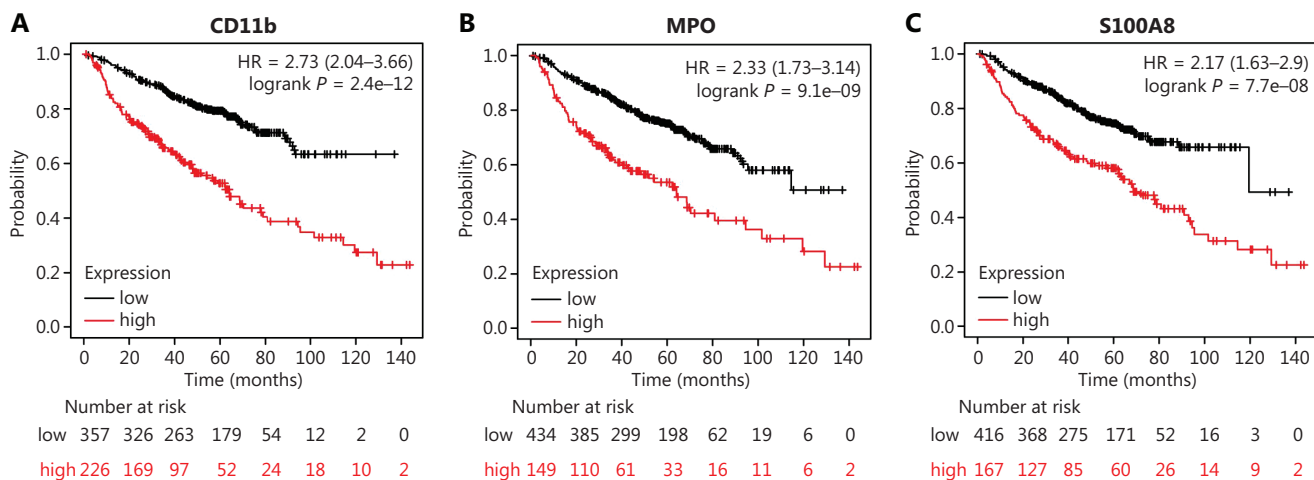 A CD11b
HR = 2.73 (2.04–3.66)
logrank P = 2.4e–12
1.0
0.8
0.6
0.4
0.2
0.0
Probability
Expression
low
high
0 20 40 60 80 100 120 140
Time (months)
Number at risk
low 357 326 263 179 54 12 2 0
high 226 169 97 52 24 18 10 2
B MPO
HR = 2.33 (1.73–3.14)
logrank P = 9.1e–09
1.0
0.8
0.6
0.4
0.2
0.0
Probability
Expression
low
high
0 20 40 60 80 100 120 140
Time (months)
Number at risk
low 434 385 299 198 62 19 6 0
high 149 110 61 33 16 11 6 2
C S100A8
HR = 2.17 (1.63–2.9)
logrank P = 7.7e–08
1.0
0.8
0.6
0.4
0.2
0.0
Probability
Expression
low
high
0 20 40 60 80 100 120 140
Time (months)
Number at risk
low 416 368 275 171 52 16 3 0
high 167 127 85 60 26 14 9 2